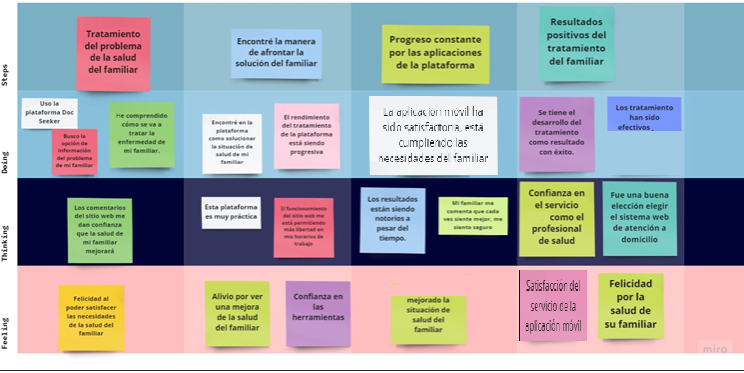 Steps
Tratamiento
del problema
de la salud
del familiar
Encontré la manera
de afrontar la
solución del familiar
Progreso constante
por las aplicaciones
de la plataforma
Resultados
positivos del
tratamiento
del familiar
Doing
Uso la
plataforma Doc
Seeker
Busco la
opción de
información
del problema
de mi familiar
He comprendido
cómo se va a
tratar la
enfermedad de
mi familiar.
Encontré en la
plataforma
como solucionar
la situación de
salud de mi
familiar
El rendimiento
del tratamiento
de la plataforma
está siendo
progresiva
La aplicación móvil ha
sido satisfactoria, está
cumpliendo las
necesidades del familiar
Se tiene el
desarrollo del
tratamiento
como resultado
con éxito.
Los tratamiento
han sido
efectivos
Thinking
Los comentarios
del sitio web me
dan confianza
que la salud de
mi familiar
mejorará
Esta plataforma
es muy práctica
El funcionamiento
del sitio web me
está permitiendo
más libertad en
mis horarios de
trabajo
Los resultados
están siendo
notorios a
pesar del
tiempo.
Mi familiar me
comenta que cada
ves siente mejor, me
siento seguro
Confianza en
el servicio
como el
profesional
de salud
Fue una buena
elección elegir
el sistema web
de atención a
domicilio
Feeling
Felicidad al
poder satisfacer
las necesidades
de la salud del
familiar
Alivio por ver
una mejora
de la salud
del familiar
Confianza en
las
herramientas
mejorado la
situación de
salud del
familiar
Satisfacción del
servicio de la
aplicación móvil
Felicidad
por la
salud de
su familiar
miro